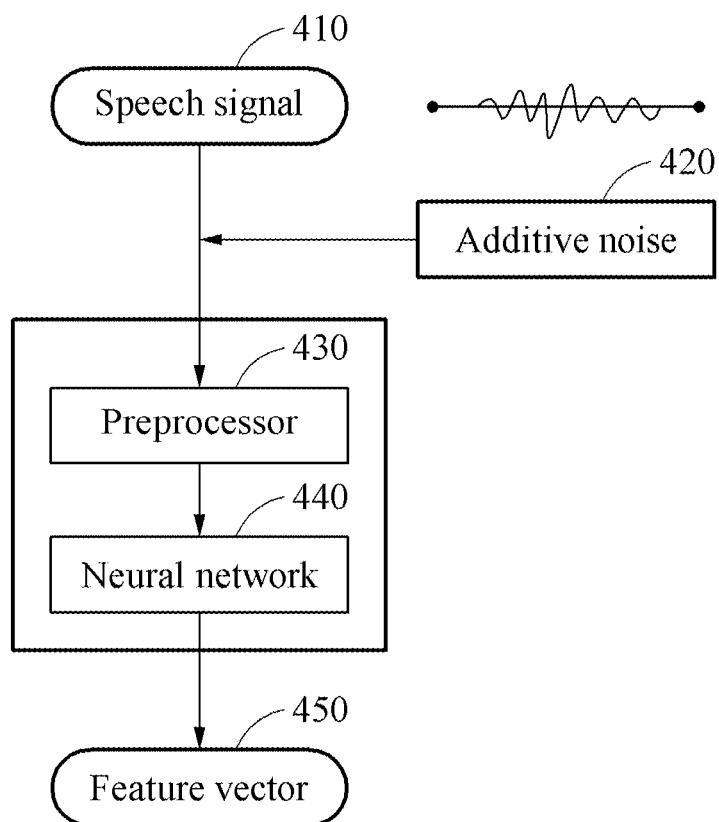 410
Speech signal
420
Additive noise
430
Preprocessor
440
Neural network
450
Feature vector